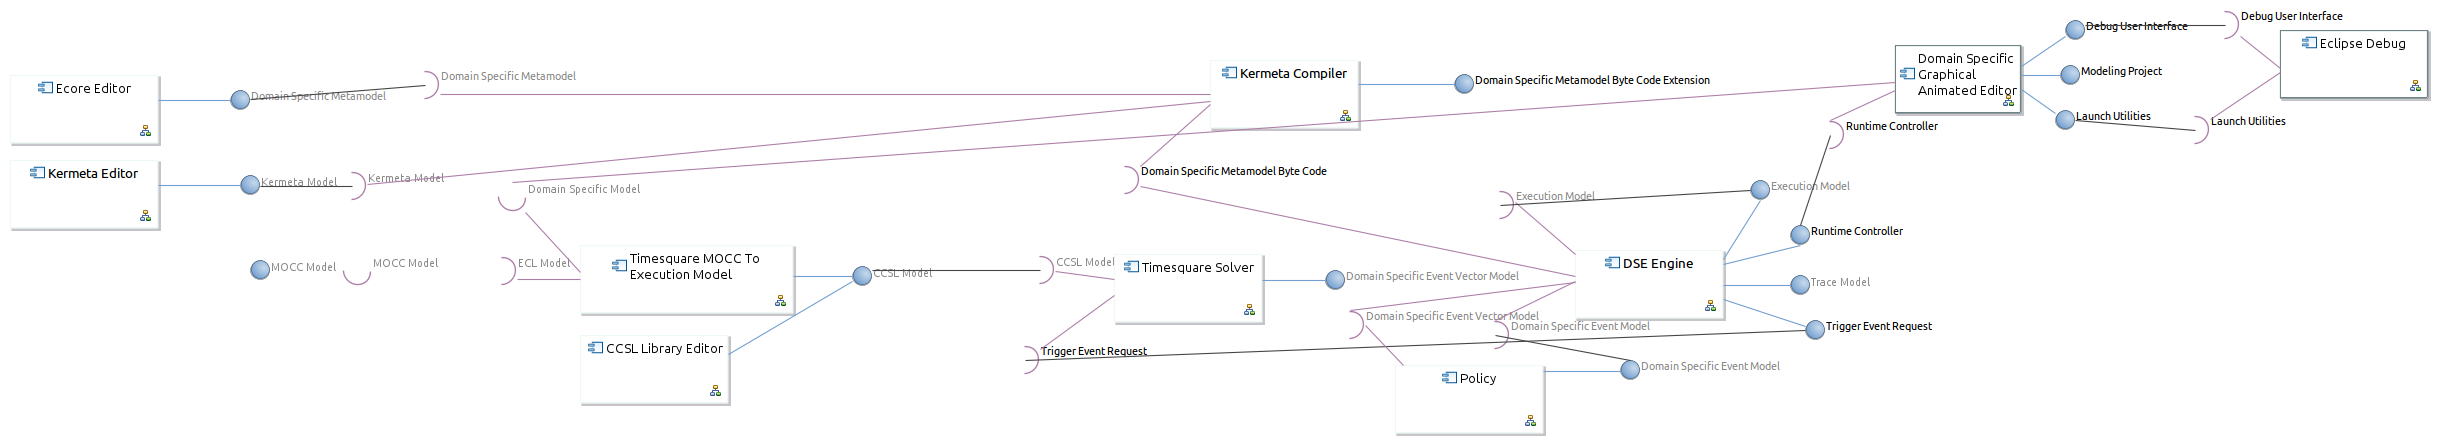 Debug User Interface
Debug User Interface
Eclipse Debug
Domain Specific
Graphical
Animated Editor
Modeling Project
Launch Utilities
Launch Utilities
Kermeta Compiler
Domain Specific Metamodel Byte Code Extension
Domain Specific Metamodel
Domain Specific Metamodel
Ecore Editor
Runtime Controller
Kermeta Editor
Kermeta Model
Kermeta Model
Domain Specific Metamodel Byte Code
Domain Specific Model
Execution Model
Execution Model
Runtime Controller
MOCC Model
MOCC Model
ECL Model
Timesquare MOCC To
Execution Model
CCSL Model
CCSL Model
Timesquare Solver
Domain Specific Event Vector Model
DSE Engine
Trace Model
Domain Specific Event Vector Model
Domain Specific Event Model
Trigger Event Request
CCSL Library Editor
Trigger Event Request
Policy
Domain Specific Event Model